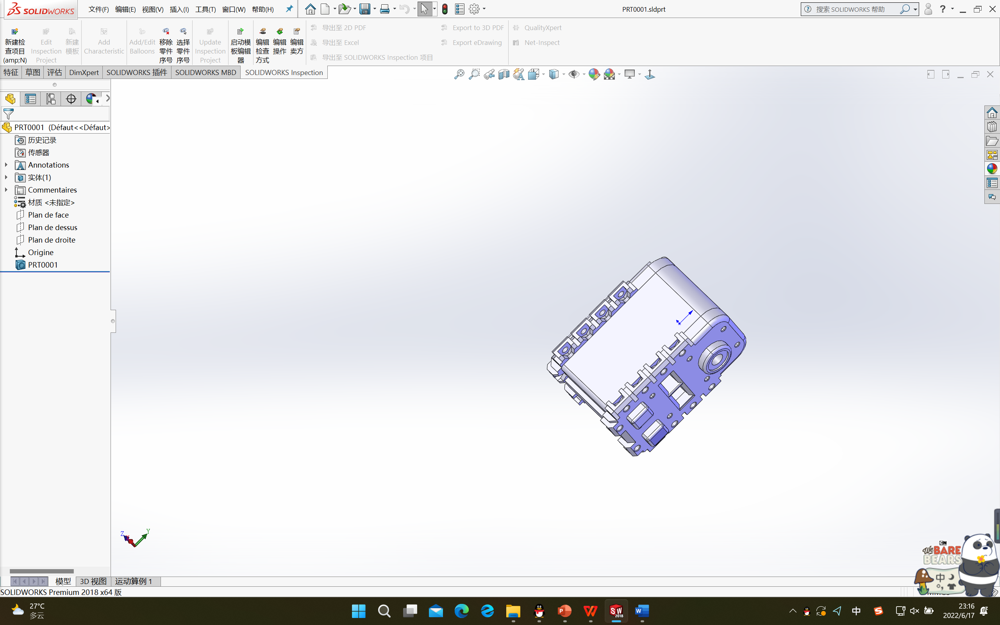 SOLIDWORKS 文件(F) 编辑(E) 视图(V) 插入(I) 工具(T) 窗口(W) 帮助(H) PRT0001.sldprt 搜索 SOLIDWORKS 帮助 ?
新建检查项目(amp;N)
Edit Inspection Project
新建模板
Add Characteristic
Add/Edit Balloons
移除零件序号
选择零件序号
Update Inspection Project
启动模板编辑器
编辑检查方式
编辑操作
编辑卖方
导出至 2D PDF
导出至 Excel
导出至 SOLIDWORKS Inspection 项目
Export to 3D PDF
Export eDrawing
QualityXpert
Net-Inspect
特征 草图 评估 DimXpert SOLIDWORKS 插件 SOLIDWORKS MBD SOLIDWORKS Inspection
PRT0001 (Défaut<<Défaut>
历史记录
传感器
Annotations
实体(1)
Commentaires
材质 <未指定>
Plan de face
Plan de dessus
Plan de droite
Origine
PRT0001
Z Y
CN
We BARE BEARS
中
模型 3D 视图 运动算例 1
SOLIDWORKS Premium 2018 x64 版
27°C
多云
SW 2018
中
23:16
2022/6/17